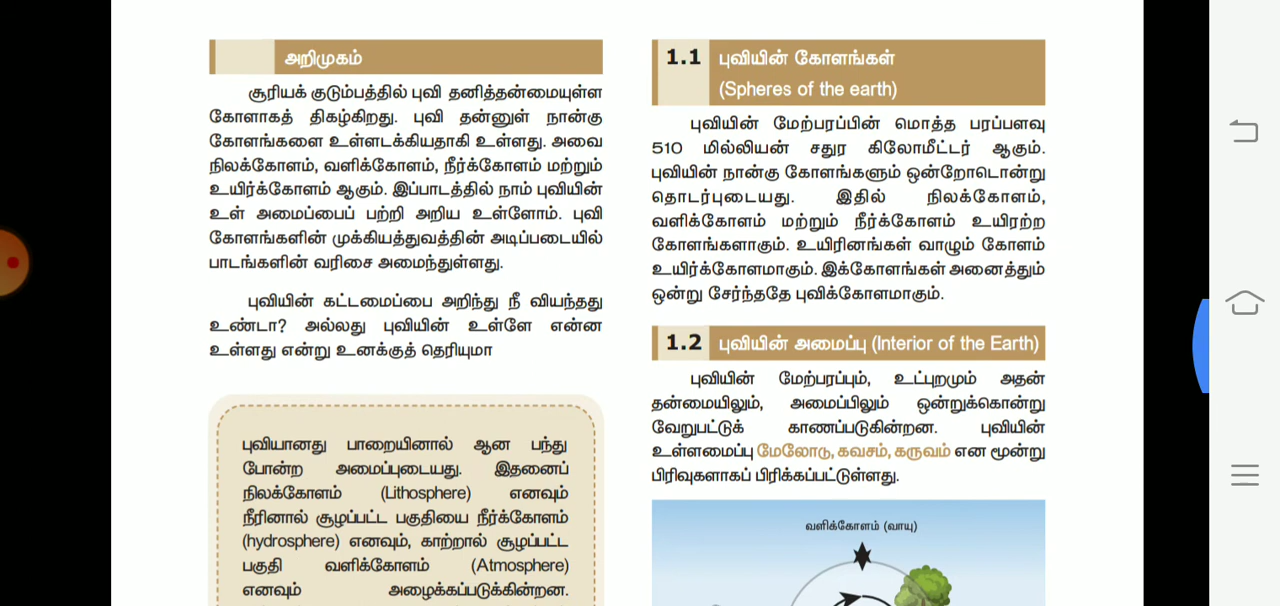 அறிமுகம்
சூரியக் குடும்பத்தில் புவி தனித்தன்மையுள்ள
கோளாகத் திகழ்கிறது. புவி தன்னுள் நான்கு
கோளங்களை உள்ளடக்கியதாகி உள்ளது. அவை
நிலக்கோளம், வளிக்கோளம், நீர்க்கோளம் மற்றும்
உயிர்க்கோளம் ஆகும். இப்பாடத்தில் நாம் புவியின்
உள் அமைப்பைப் பற்றி அறிய உள்ளோம். புவி
கோளங்களின் முக்கியத்துவத்தின் அடிப்படையில்
பாடங்களின் வரிசை அமைந்துள்ளது.
புவியின் கட்டமைப்பை அறிந்து நீ வியந்தது
உண்டா? அல்லது புவியின் உள்ளே என்ன
உள்ளது என்று உனக்குத் தெரியுமா
புவியானது பாறையினால் ஆன பந்து
போன்ற அமைப்புடையது. இதனைப்
நிலக்கோளம் (Lithosphere) எனவும்
நீரினால் சூழப்பட்ட பகுதியை நீர்க்கோளம்
(hydrosphere) எனவும், காற்றால் சூழப்பட்ட
பகுதி வளிக்கோளம் (Atmosphere)
எனவும் அழைக்கப்படுக்கின்றன.
1.1 புவியின் கோளங்கள்
(Spheres of the earth)
புவியின் மேற்பரப்பின் மொத்த பரப்பளவு
510 மில்லியன் சதுர கிலோமீட்டர் ஆகும்.
புவியின் நான்கு கோளங்களும் ஒன்றோடொன்று
தொடர்புடையது. இதில் நிலக்கோளம்,
வளிக்கோளம் மற்றும் நீர்க்கோளம் உயிரற்ற
கோளங்களாகும். உயிரினங்கள் வாழும் கோளம்
உயிர்க்கோளமாகும். இக்கோளங்கள் அனைத்தும்
ஒன்று சேர்ந்ததே புவிக்கோளமாகும்.
1.2 புவியின் அமைப்பு (Interior of the Earth)
புவியின் மேற்பரப்பும், உட்புறமும் அதன்
தன்மையிலும், அமைப்பிலும் ஒன்றுக்கொன்று
வேறுபட்டுக் காணப்படுகின்றன. புவியின்
உள்ளமைப்பு மேலோடு, கவசம், கருவம் என மூன்று
பிரிவுகளாகப் பிரிக்கப்பட்டுள்ளது.
வளிக்கோளம் (வாயு)